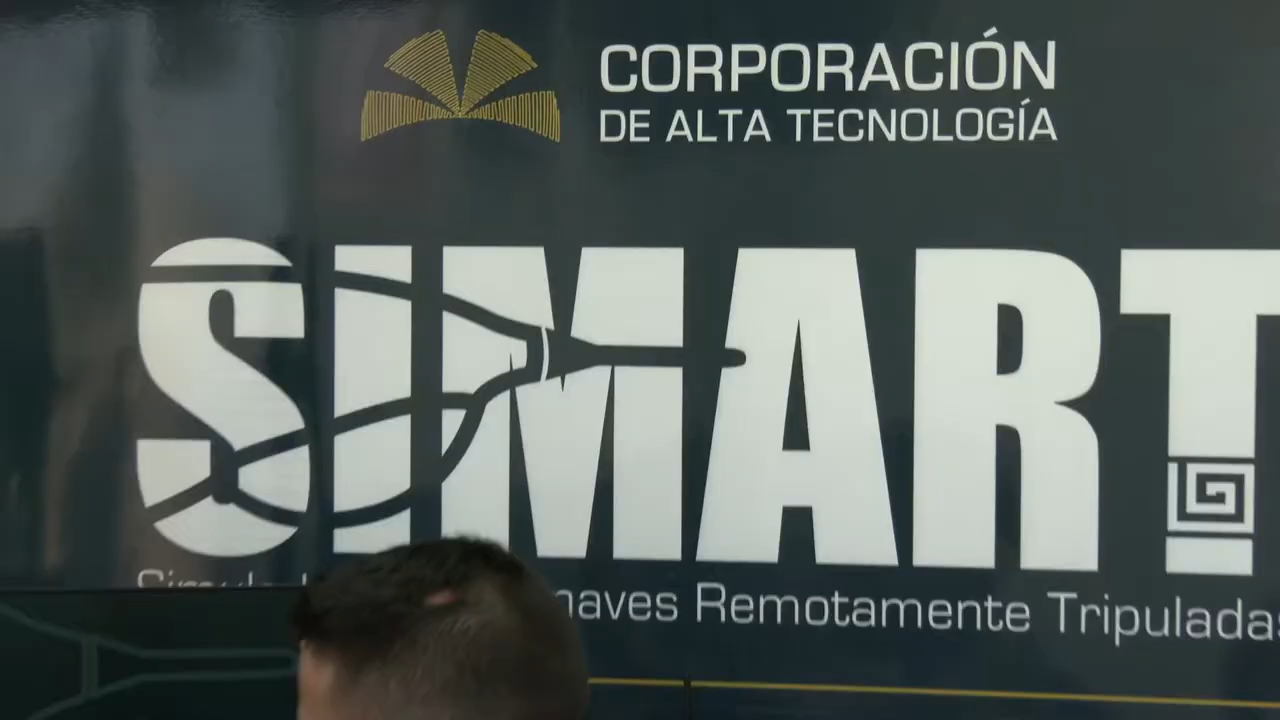 CORPORACIÓN
DE ALTA TECNOLOGÍA
SIMART
naves Remotamente Tripuladas